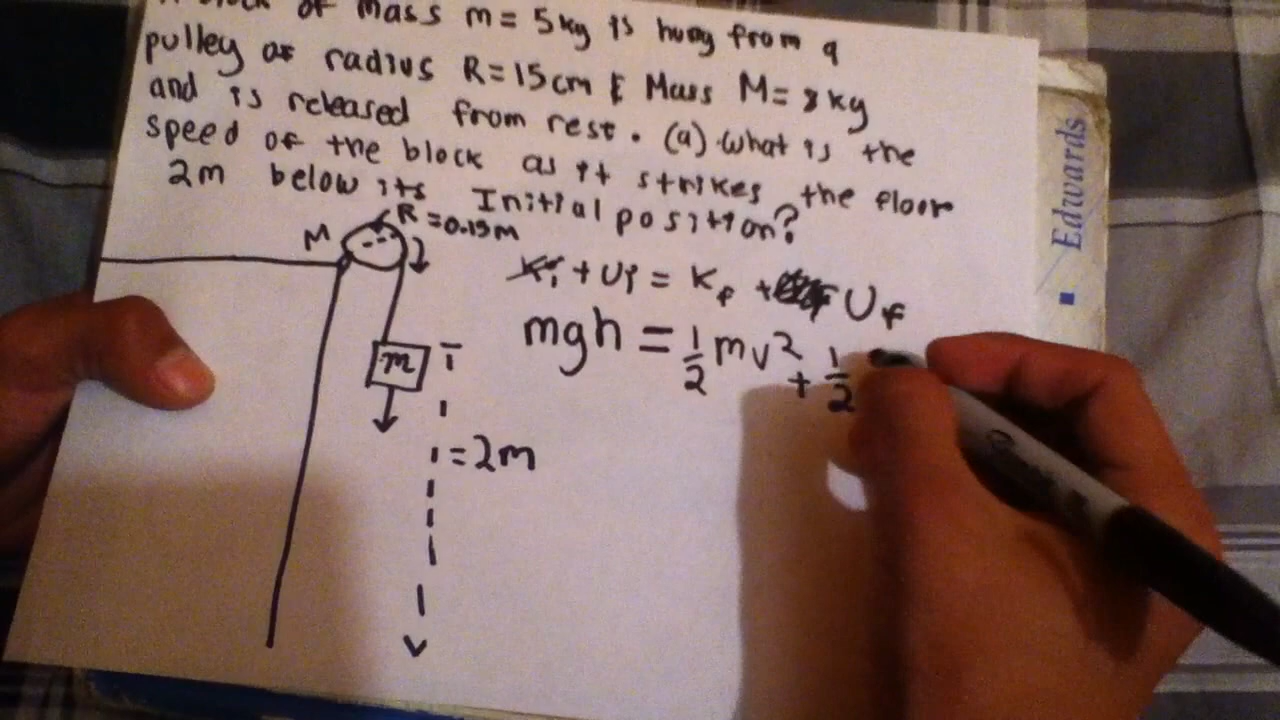 of mass m = 5kg is hung from a
pulley of radius R = 15cm & Mass M = 8kg
and is released from rest. (a) What is the
speed of the block as it strikes the floor
2m below its Initial position?
R = 0.15M
M
Ki + Ui = Kf + Uf
mgh = 1/2 mv² + 1/2
m
= 2m
Edwards